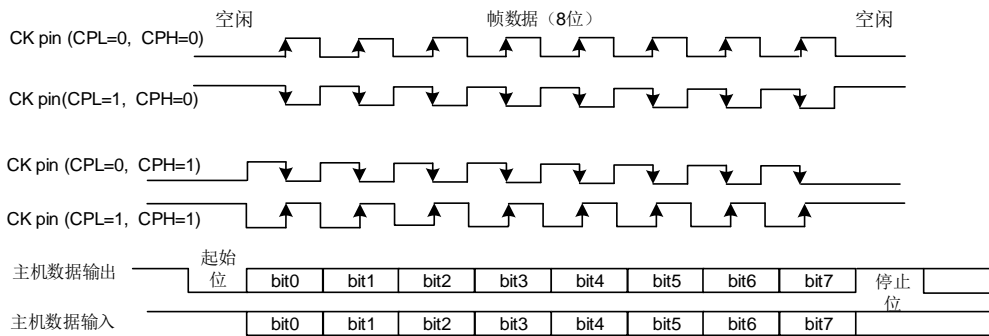 空闲 帧数据（8位） 空闲
CK pin (CPL=0, CPH=0)
CK pin(CPL=1, CPH=0)
CK pin (CPL=0, CPH=1)
CK pin (CPL=1, CPH=1)
主机数据输出 起始位 bit0 bit1 bit2 bit3 bit4 bit5 bit6 bit7 停止位
主机数据输入 bit0 bit1 bit2 bit3 bit4 bit5 bit6 bit7